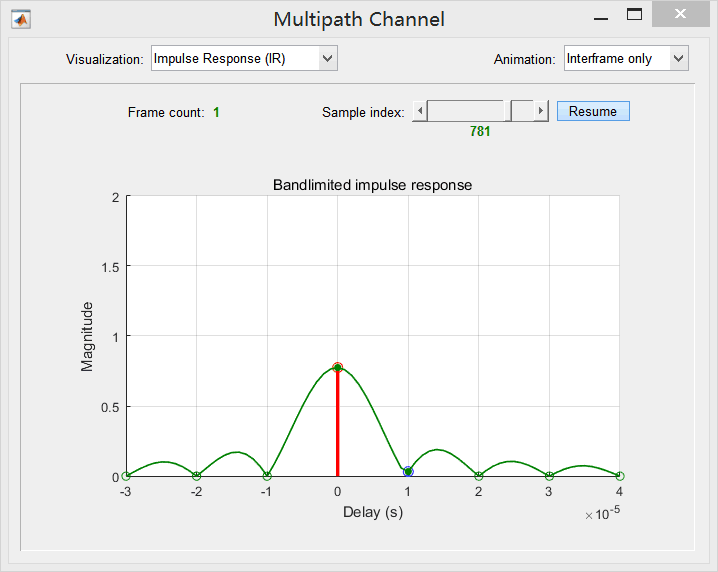 Multipath Channel
Visualization: Impulse Response (IR) Animation: Interframe only
Frame count: 1 Sample index: Resume
781
Bandlimited impulse response
2
1.5
1
0.5
0
Magnitude
-3 -2 -1 0 1 2 3 4
Delay (s)
×10-5